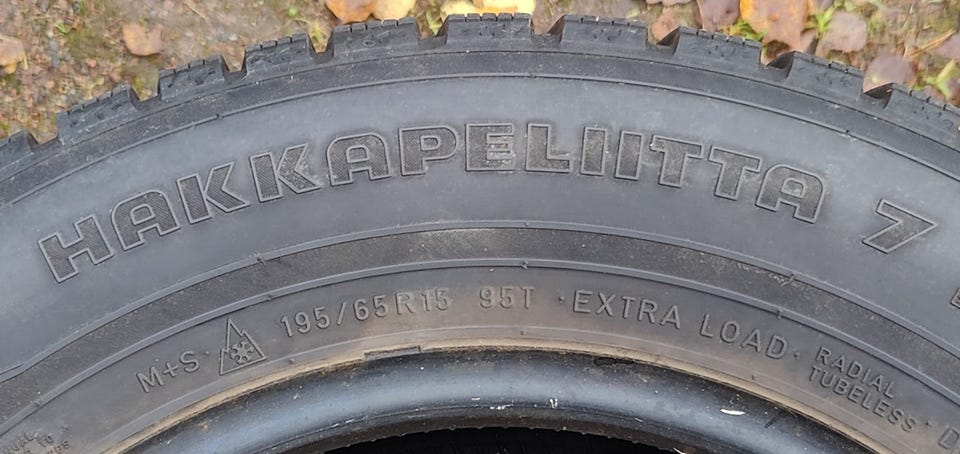 HAKKAPELIITTA 7
M+S 195/65R15 95T · EXTRA LOAD · RADIAL
TUBELESS